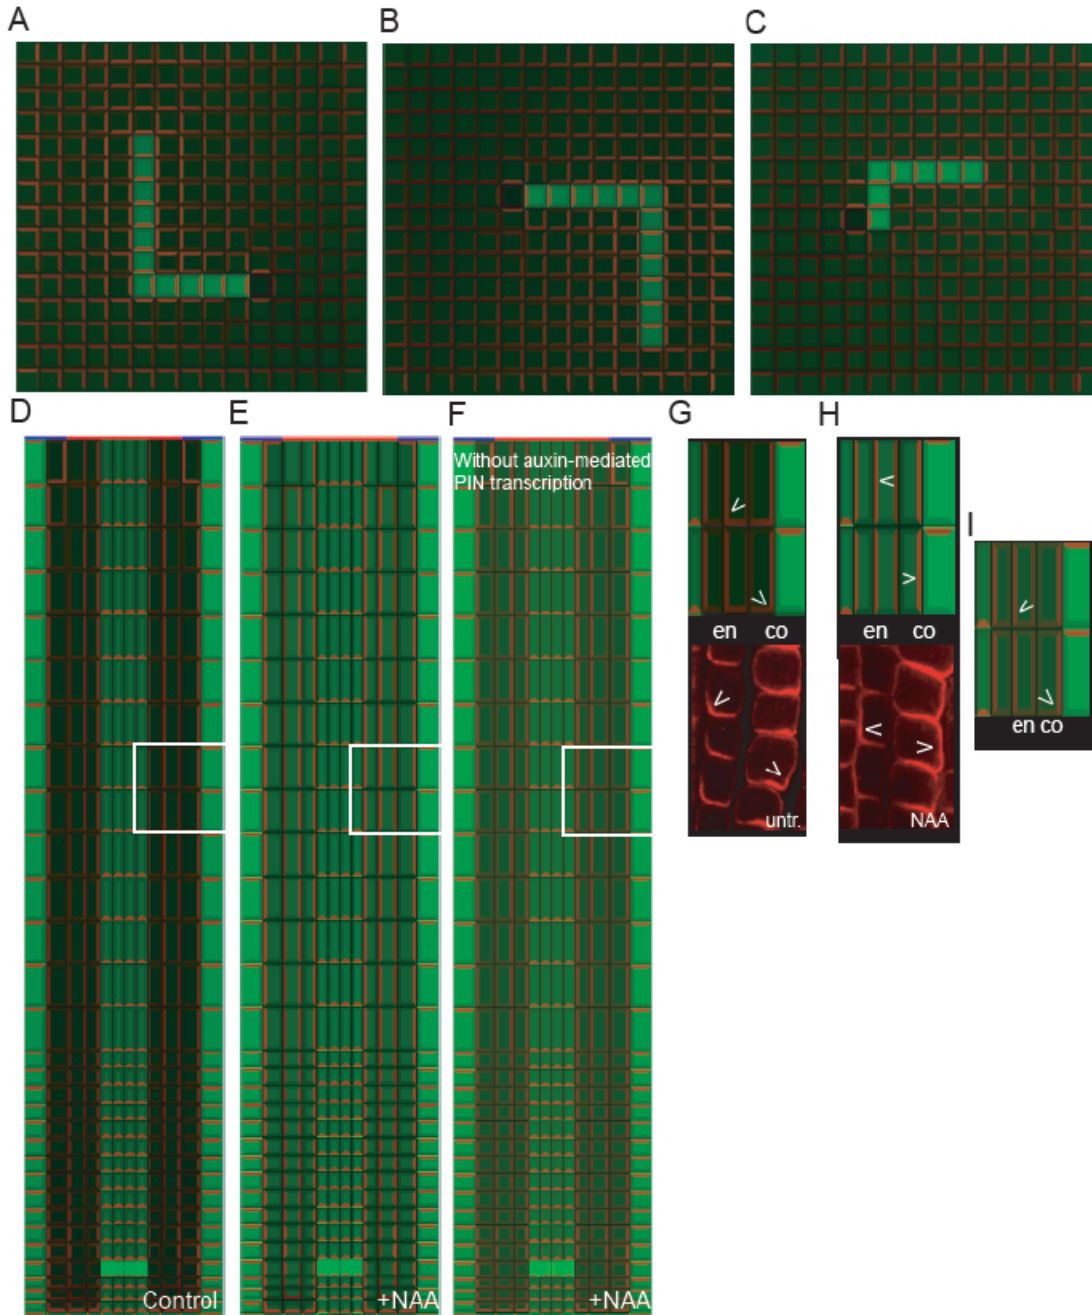 A
B
C
D
E
F
G
H
Without auxin-mediated
PIN transcription
I
en co
en co
en co
untr.
NAA
Control
+NAA
+NAA